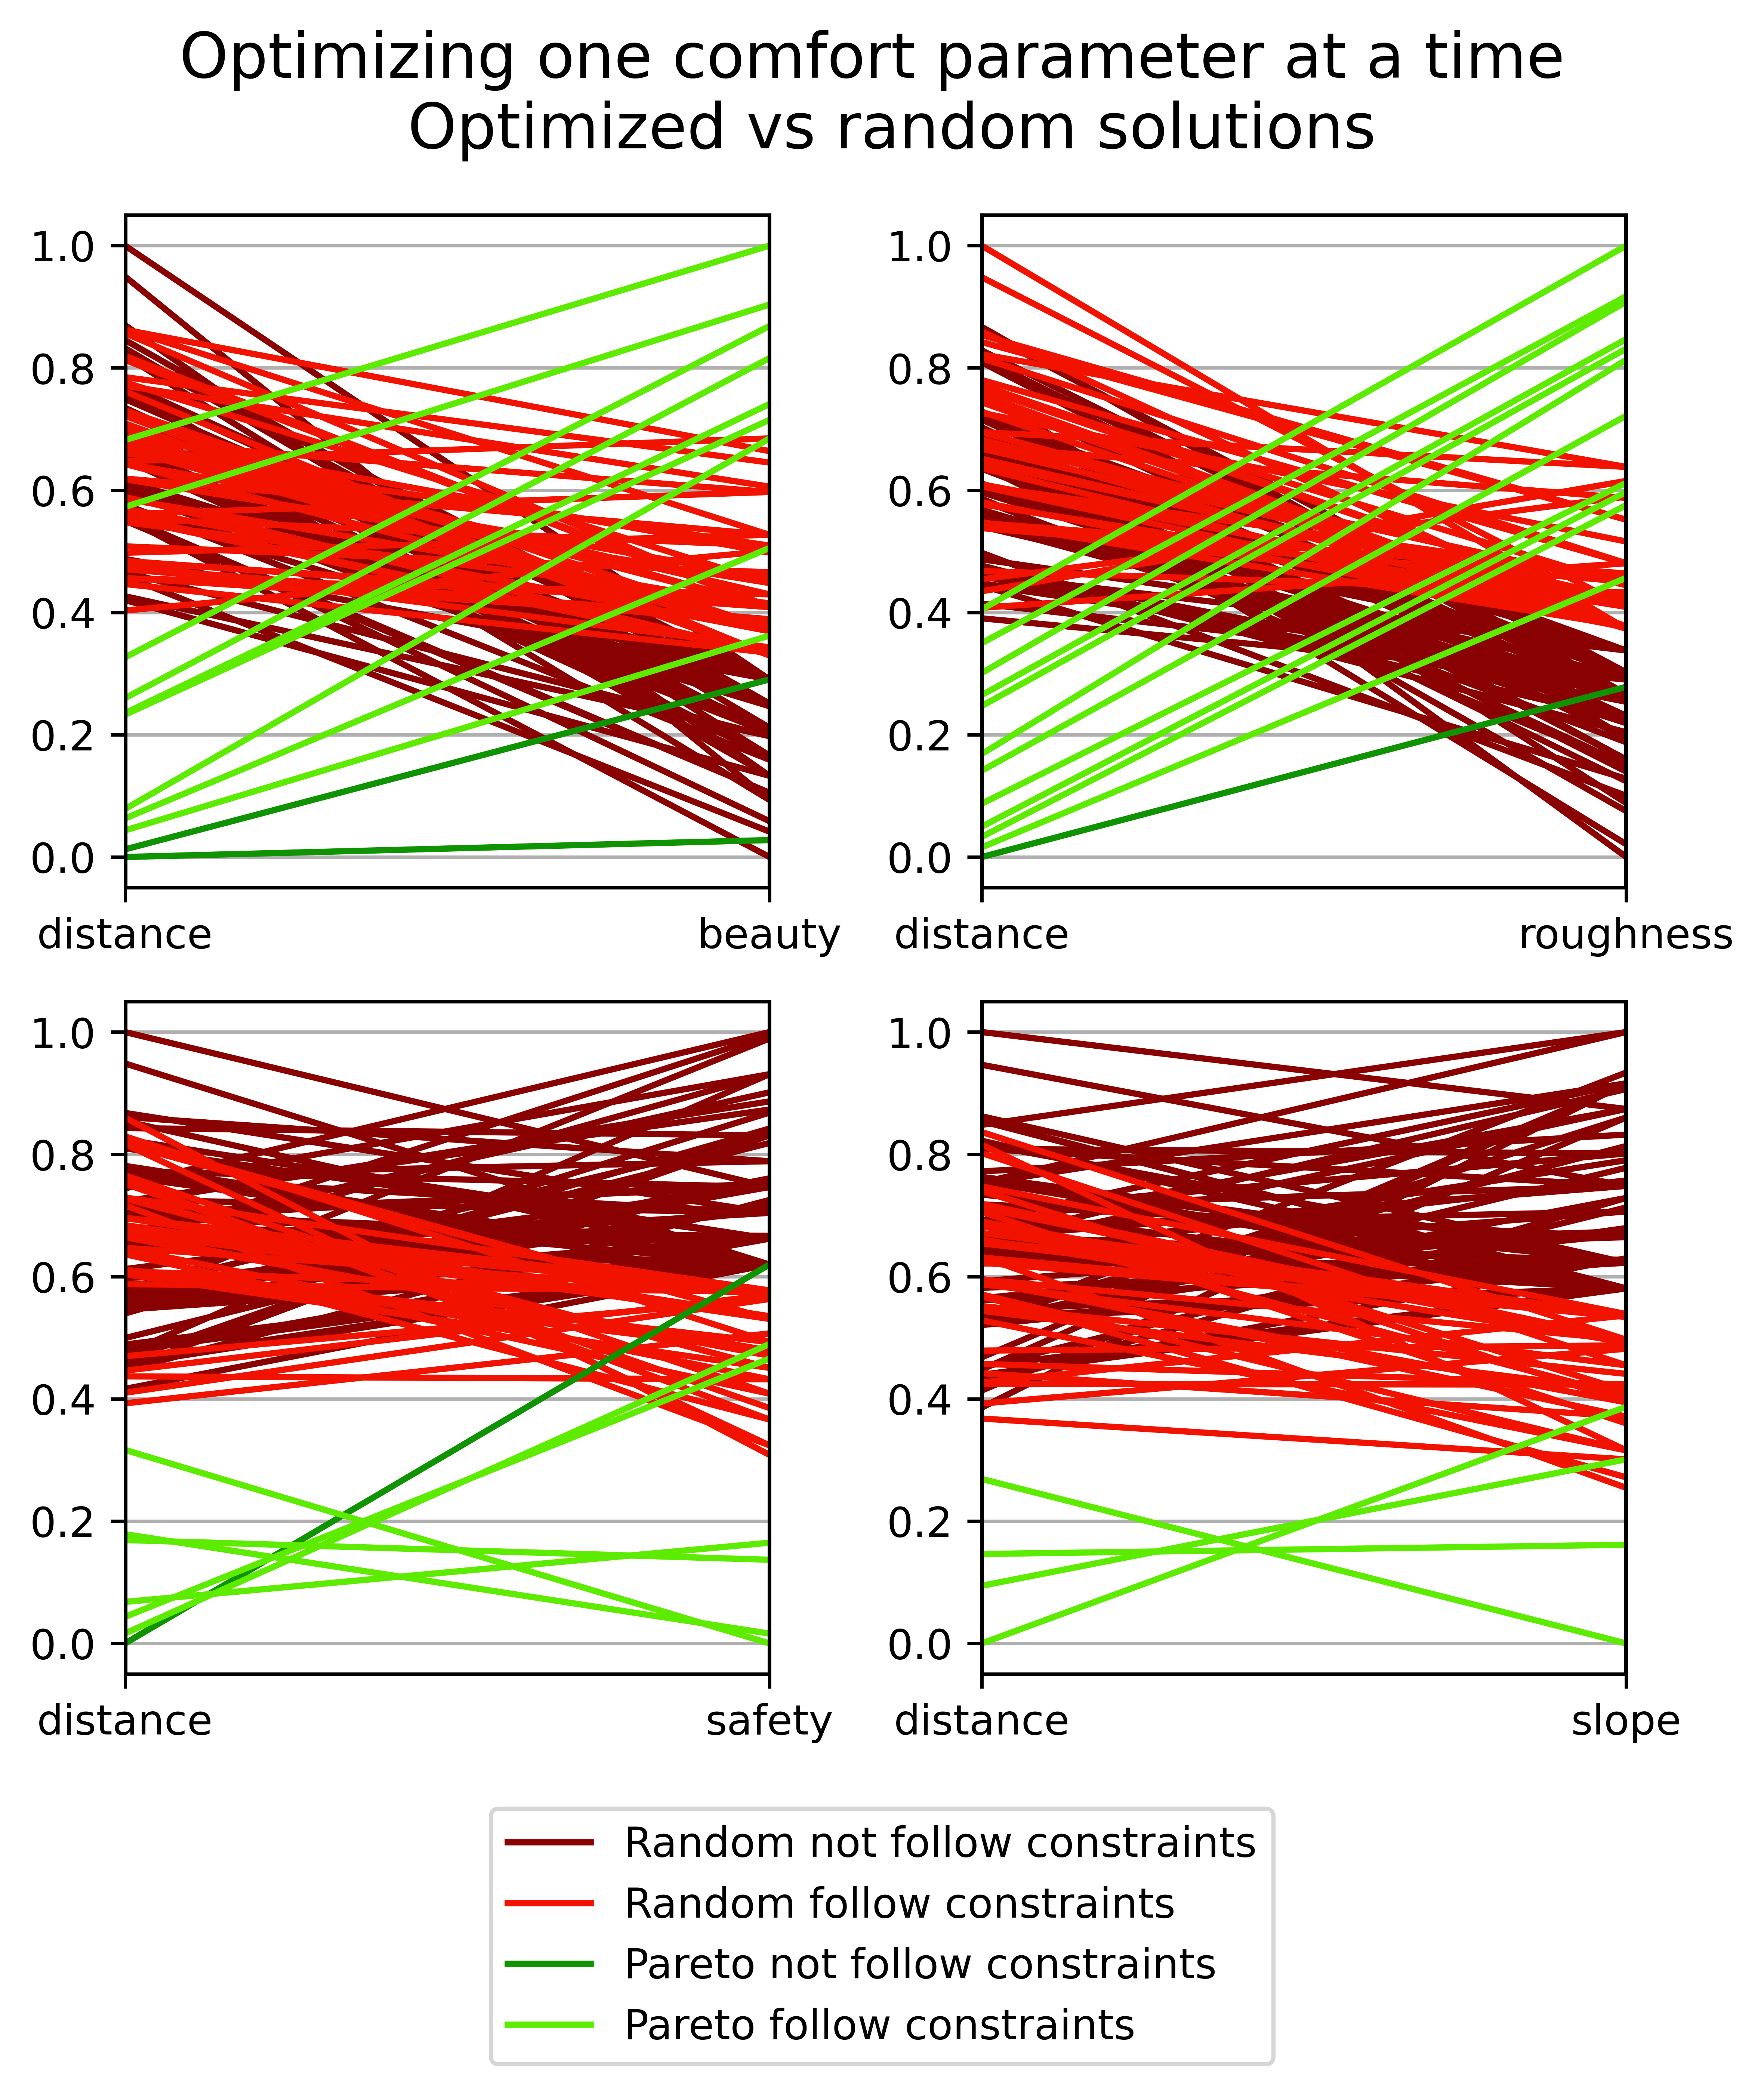 Optimizing one comfort parameter at a time
Optimized vs random solutions
1.0
0.8
0.6
0.4
0.2
0.0
distance
beauty
1.0
0.8
0.6
0.4
0.2
0.0
distance
roughness
1.0
0.8
0.6
0.4
0.2
0.0
distance
safety
1.0
0.8
0.6
0.4
0.2
0.0
distance
slope
Random not follow constraints
Random follow constraints
Pareto not follow constraints
Pareto follow constraints